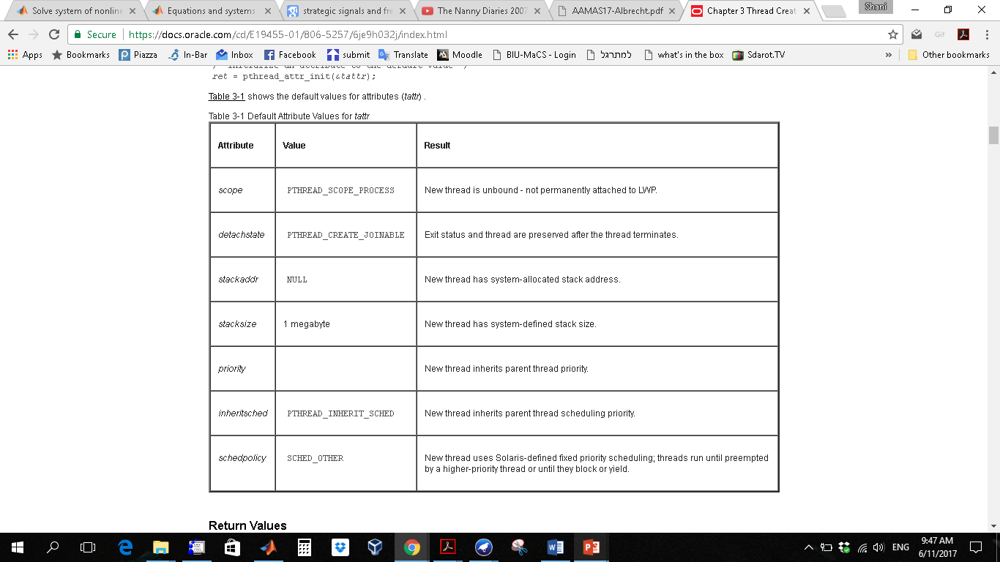 Solve system of nonline
Equations and systems
strategic signals and fre
The Nanny Diaries 2007
AAMAS17-Albrecht.pdf
Chapter 3 Thread Creat
Shani
Secure
https://docs.oracle.com/cd/E19455-01/806-5257/6je9h032j/index.html
Gif
Apps
Bookmarks
Piazza
In-Bar
Inbox
Facebook
submit
Translate
Moodle
BIU-MaCS - Login
למתרגל
what's in the box
Sdarot.TV
»
Other bookmarks
/* initialize an attribute to the default value */
ret = pthread_attr_init(&tattr);
Table 3-1 shows the default values for attributes (tattr) .
Table 3-1 Default Attribute Values for tattr
Attribute Value Result
scope PTHREAD_SCOPE_PROCESS New thread is unbound - not permanently attached to LWP.
detachstate PTHREAD_CREATE_JOINABLE Exit status and thread are preserved after the thread terminates.
stackaddr NULL New thread has system-allocated stack address.
stacksize 1 megabyte New thread has system-defined stack size.
priority New thread inherits parent thread priority.
inheritsched PTHREAD_INHERIT_SCHED New thread inherits parent thread scheduling priority.
schedpolicy SCHED_OTHER New thread uses Solaris-defined fixed priority scheduling; threads run until preempted
by a higher-priority thread or until they block or yield.
Return Values
ENG
9:47 AM
6/11/2017